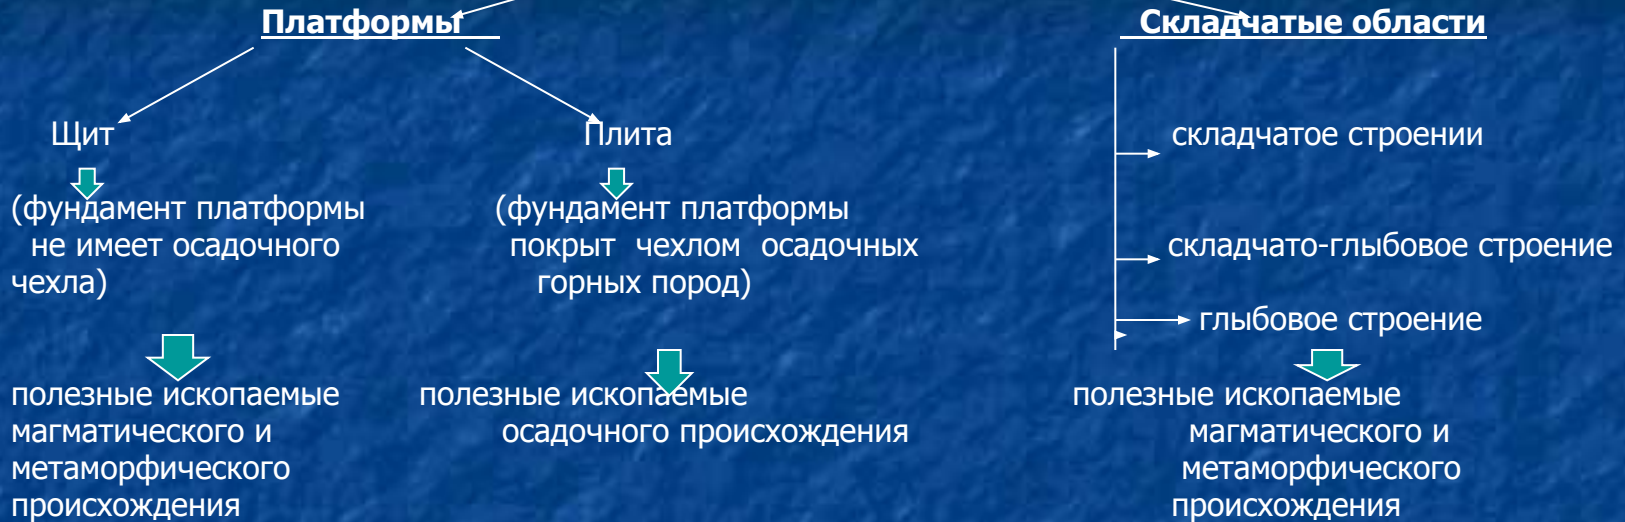 Платформы
Складчатые области
Щит
(фундамент платформы
не имеет осадочного
чехла)
полезные ископаемые
магматического и
метаморфического
происхождения
Плита
(фундамент платформы
покрыт чехлом осадочных
горных пород)
полезные ископаемые
осадочного происхождения
складчатое строении
складчато-глыбовое строение
глыбовое строение
полезные ископаемые
магматического и
метаморфического
происхождения